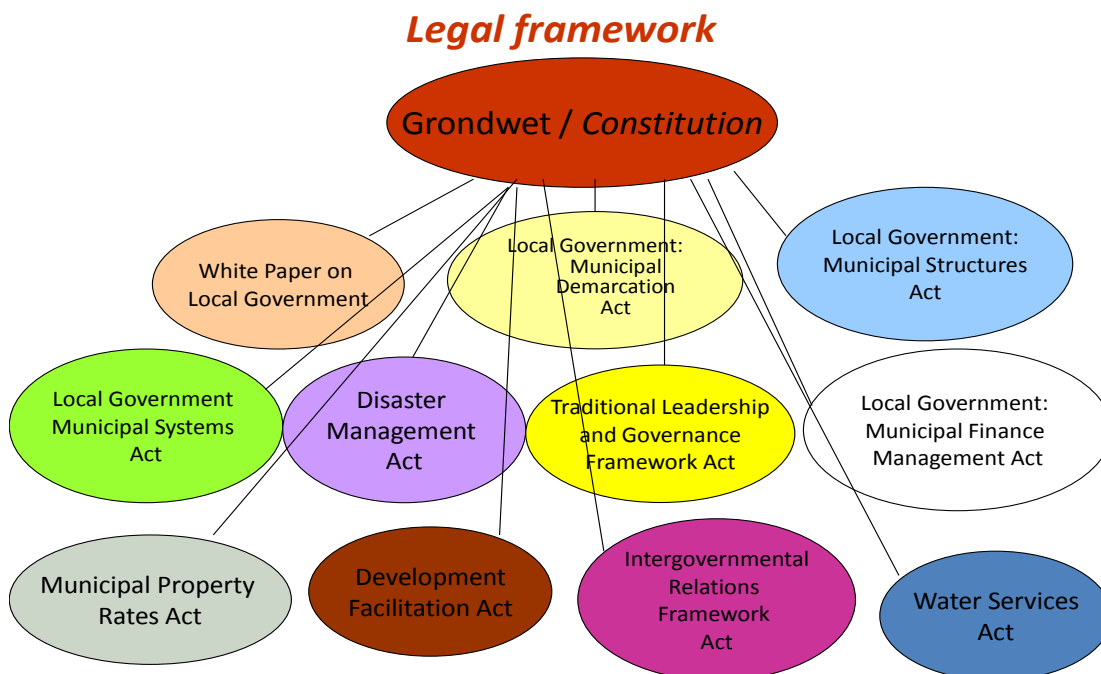 Legal framework
Grondwet / Constitution
White Paper on
Local Government
Local Government:
Municipal
Demarcation
Act
Local Government:
Municipal Structures
Act
Local Government
Municipal Systems
Act
Disaster
Management
Act
Traditional Leadership
and Governance
Framework Act
Local Government:
Municipal Finance
Management Act
Municipal Property
Rates Act
Development
Facilitation Act
Intergovernmental
Relations
Framework
Act
Water Services
Act